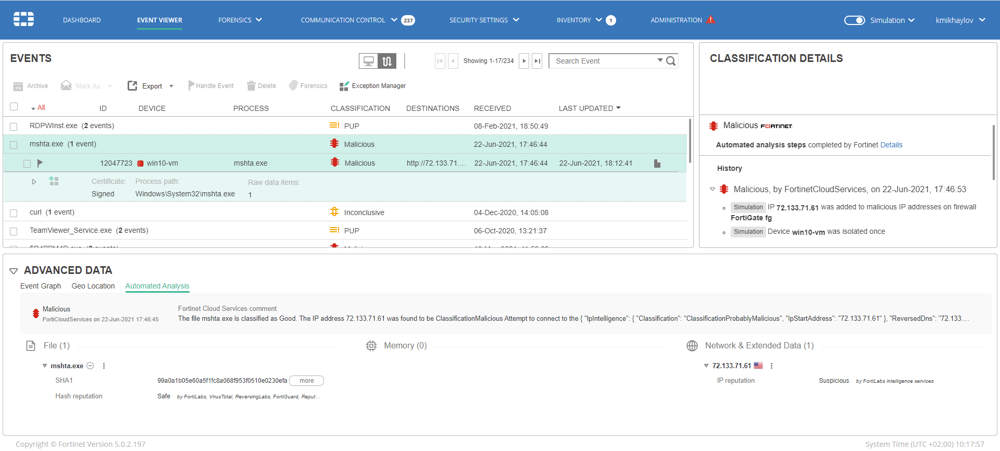 DASHBOARD EVENT VIEWER FORENSICS COMMUNICATION CONTROL 237 SECURITY SETTINGS INVENTORY 1 ADMINISTRATION Simulation kmikhaylov
EVENTS
Showing 1-17/234
Search Event
Archive Mark As.. Export Handle Event Delete Forensics Exception Manager
All ID DEVICE PROCESS CLASSIFICATION DESTINATIONS RECEIVED LAST UPDATED
RDPWInst.exe (2 events) PUP 08-Feb-2021, 18:50:49
mshta.exe (1 event) Malicious 22-Jun-2021, 17:46:44
12047723 win10-vm mshta.exe Malicious http://72.133.71.... 22-Jun-2021, 17:46:44 22-Jun-2021, 18:12:41
Certificate: Process path: Raw data items:
Signed Windows\System32\mshta.exe 1
curl (1 event) Inconclusive 04-Dec-2020, 14:05:08
TeamViewer_Service.exe (2 events) PUP 06-Oct-2020, 13:21:37
CLASSIFICATION DETAILS
Malicious FORTINET
Automated analysis steps completed by Fortinet Details
History
Malicious, by FortinetCloudServices, on 22-Jun-2021, 17:46:53
Simulation IP 72.133.71.61 was added to malicious IP addresses on firewall
FortiGate fg
Simulation Device win10-vm was isolated once
ADVANCED DATA
Event Graph Geo Location Automated Analysis
Malicious
FortiCloudServices on 22-Jun-2021 17:46:45
Fortinet Cloud Services comment
The file mshta.exe is classified as Good. The IP address 72.133.71.61 was found to be ClassificationMalicious Attempt to connect to the { "IpIntelligence": { "Classification": "ClassificationProbablyMalicious", "IpStartAddress": "72.133.71.61" }, "ReversedDns": "72.133....
File (1)
mshta.exe
SHA1 99a0a1b05e60a5f1fc8a068f953f0510e0230efa more
Hash reputation Safe by FortiLabs, VirusTotal, ReversingLabs, FortiGuard, Reput...
Memory (0)
Network & Extended Data (1)
72.133.71.61
IP reputation Suspicious by FortiLabs intelligence services
Copyright © Fortinet Version 5.0.2.197
System Time (UTC +02:00) 10:17:57